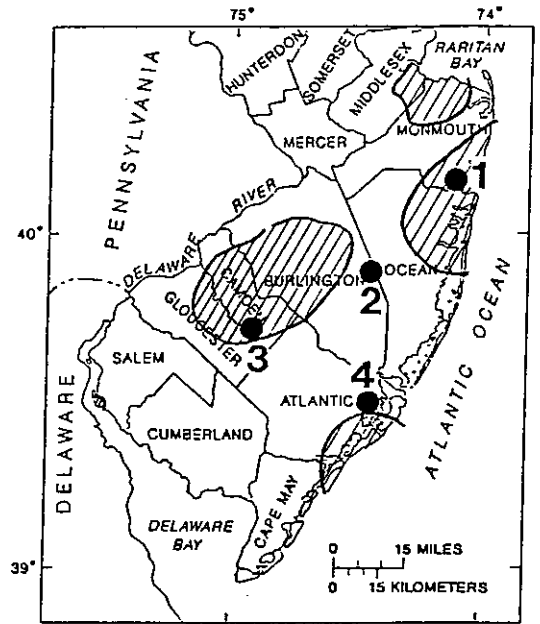 75
74
RARITAN
BAY
HUNTERDON
SOMERSET
MIDDLESEX
MONMOUTH
MERCER
PENNSYLVANIA
1
RIVER
40
DELAWARE
OCEAN
BURLINGTON
2
CAMDEN
GLOUCESTER
3
ATLANTIC OCEAN
SALEM
4
ATLANTIC
CUMBERLAND
DELAWARE
CAPE MAY
DELAWARE
BAY
39°
0 15 MILES
0 15 KILOMETERS